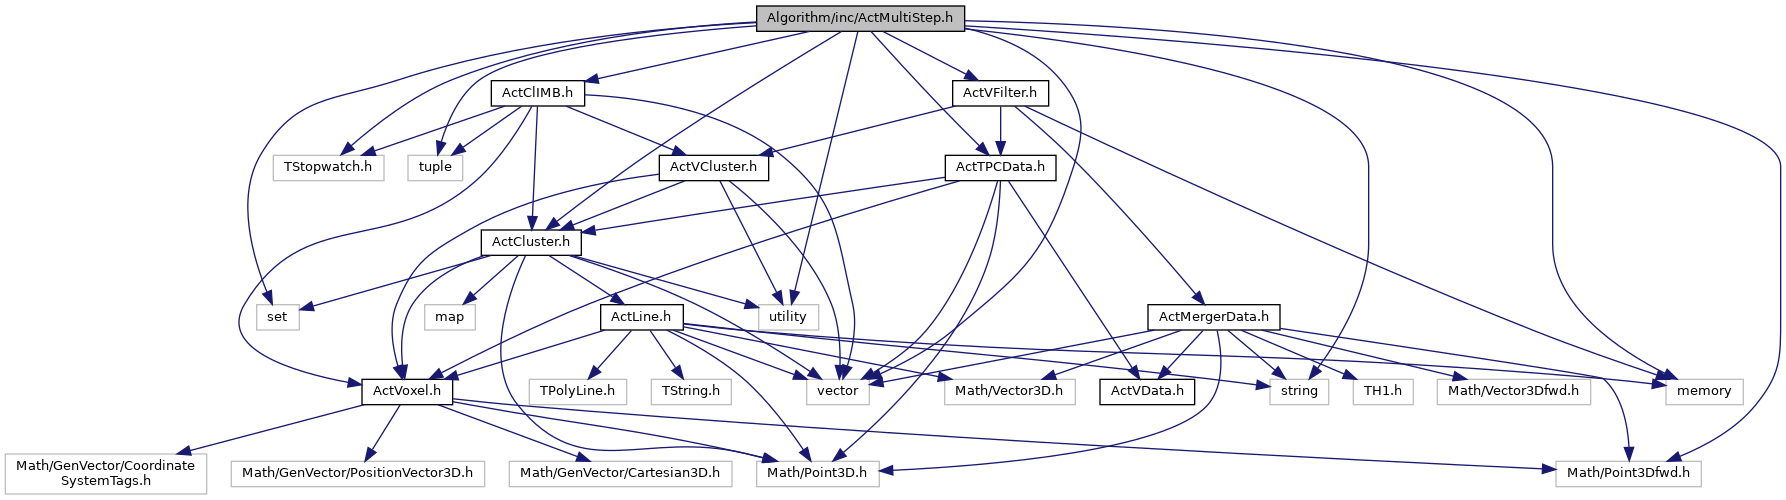 Algorithm/inc/ActMultiStep.h
ActClIMB.h
ActVFilter.h
TStopwatch.h
tuple
ActVCluster.h
ActTPCData.h
ActCluster.h
set
map
ActLine.h
utility
ActMergerData.h
ActVoxel.h
TPolyLine.h
TString.h
vector
Math/Vector3D.h
ActVData.h
string
TH1.h
Math/Vector3Dfwd.h
memory
Math/GenVector/Coordinate
SystemTags.h
Math/GenVector/PositionVector3D.h
Math/GenVector/Cartesian3D.h
Math/Point3D.h
Math/Point3Dfwd.h